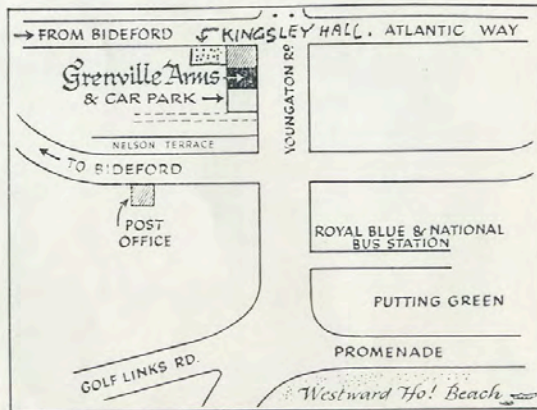 → FROM BIDEFORD
KINGSLEY HALL. ATLANTIC WAY
Grenville Arms
& CAR PARK →
YOUNGATON RD.
NELSON TERRACE
← TO BIDEFORD
POST
OFFICE
ROYAL BLUE & NATIONAL
BUS STATION
PUTTING GREEN
PROMENADE
GOLF LINKS RD.
Westward Ho! Beach